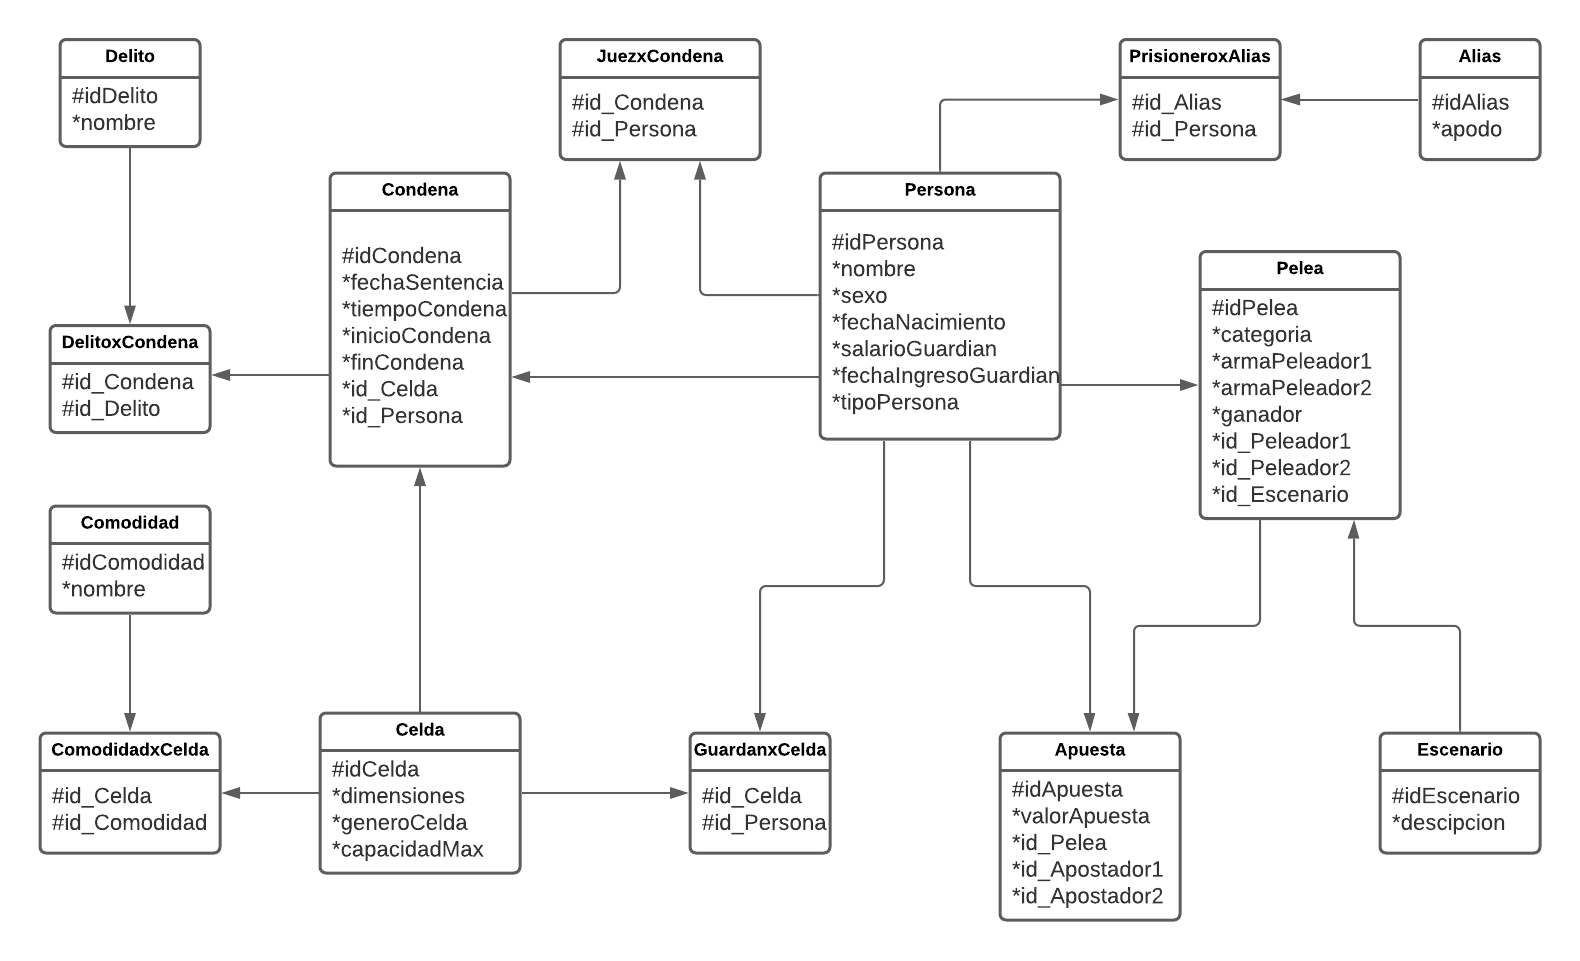 Delito
#idDelito
*nombre
JuezxCondena
#id_Condena
#id_Persona
PrisioneroxAlias
#id_Alias
#id_Persona
Alias
#idAlias
*apodo
Condena
#idCondena
*fechaSentencia
*tiempoCondena
*inicioCondena
*finCondena
*id_Celda
*id_Persona
Persona
#idPersona
*nombre
*sexo
*fechaNacimiento
*salarioGuardian
*fechaIngresoGuardian
*tipoPersona
Pelea
#idPelea
*categoria
*armaPeleador1
*armaPeleador2
*ganador
*id_Peleador1
*id_Peleador2
*id_Escenario
DelitoxCondena
#id_Condena
#id_Delito
Comodidad
#idComodidad
*nombre
ComodidadxCelda
#id_Celda
#id_Comodidad
Celda
#idCelda
*dimensiones
*generoCelda
*capacidadMax
GuardanxCelda
#id_Celda
#id_Persona
Apuesta
#idApuesta
*valorApuesta
*id_Pelea
*id_Apostador1
*id_Apostador2
Escenario
#idEscenario
*descipcion